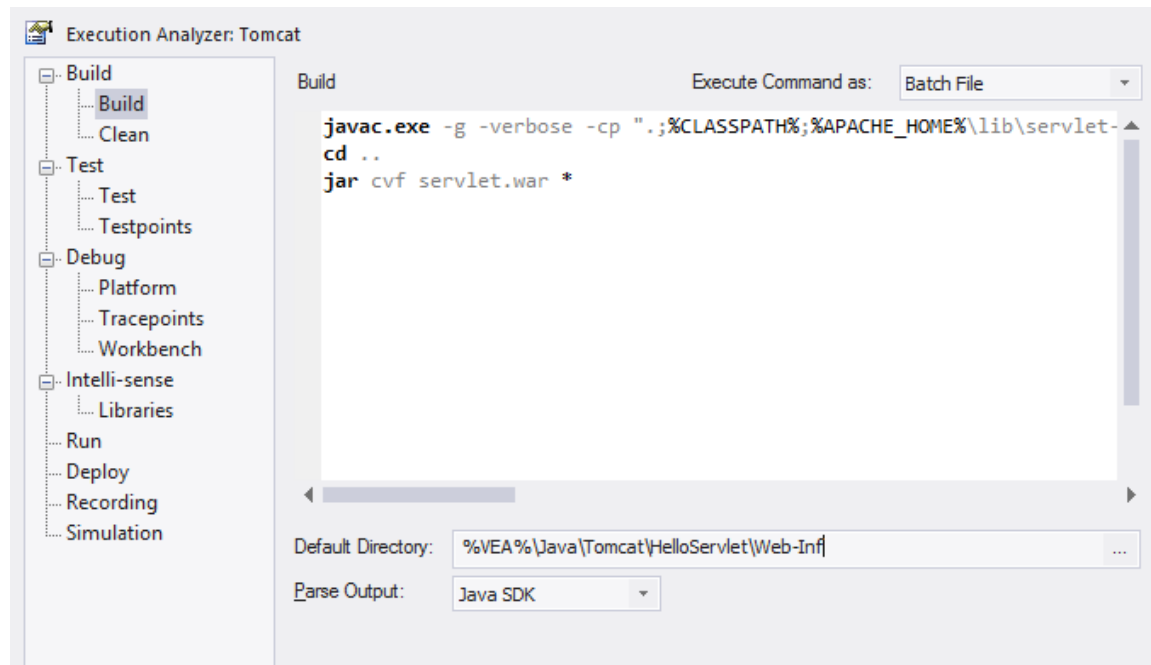 Execution Analyzer: Tomcat
Build
Build
Clean
Test
Test
Testpoints
Debug
Platform
Tracepoints
Workbench
Intelli-sense
Libraries
Run
Deploy
Recording
Simulation
Build Execute Command as: Batch File
javac.exe -g -verbose -cp ".;%CLASSPATH%;%APACHE_HOME%\lib\servlet-
cd ..
jar cvf servlet.war *
Default Directory: %VEA%\Java\Tomcat\HelloServlet\Web-Inf ...
Parse Output: Java SDK